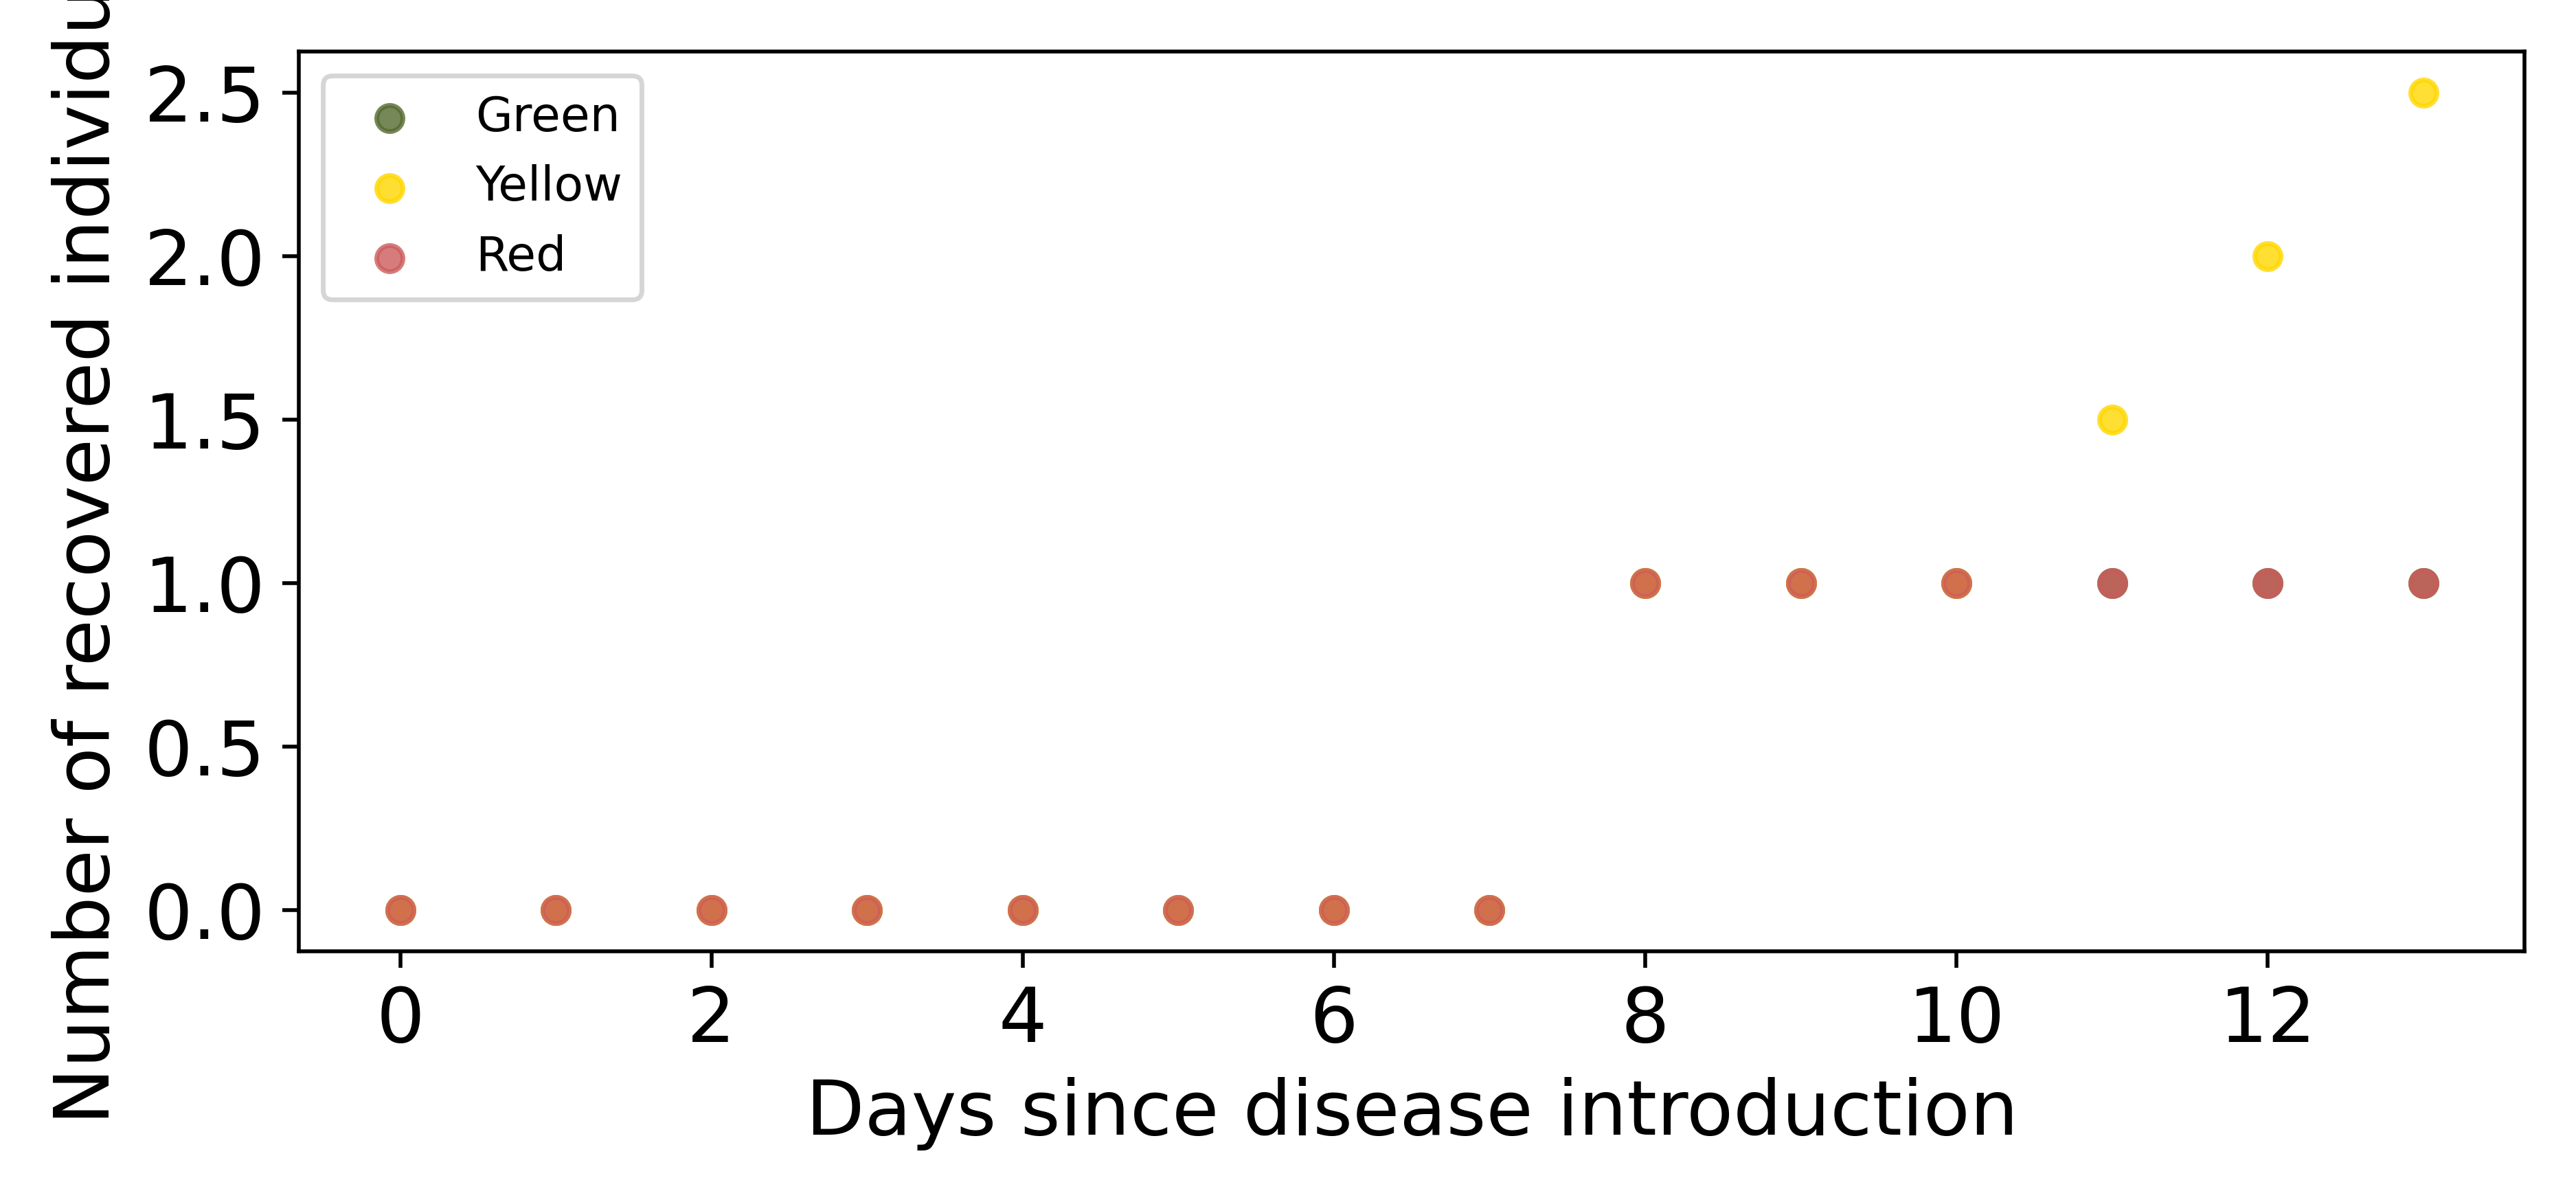 Number of recovered individu
2.5
2.0
1.5
1.0
0.5
0.0
Green
Yellow
Red
0 2 4 6 8 10 12
Days since disease introduction